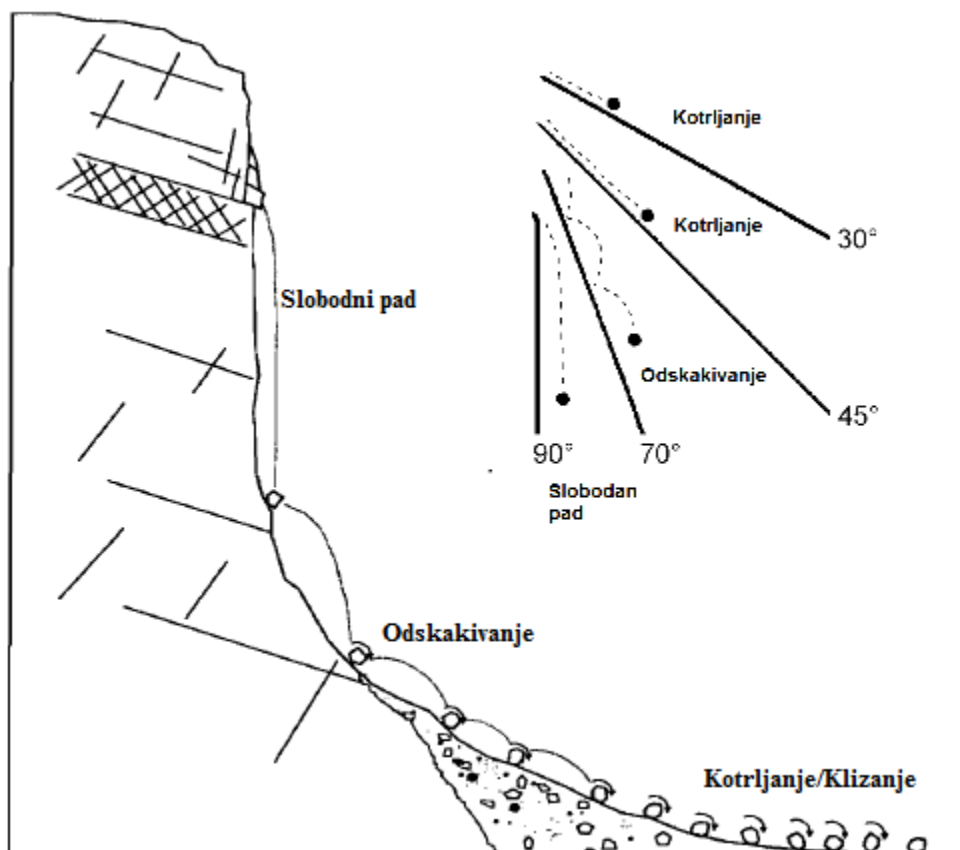 Kotrljanje
Kotrljanje
30°
Slobodni pad
Odskakivanje
45°
90°
70°
Slobodan
pad
Odskakivanje
Kotrljanje/Klizanje